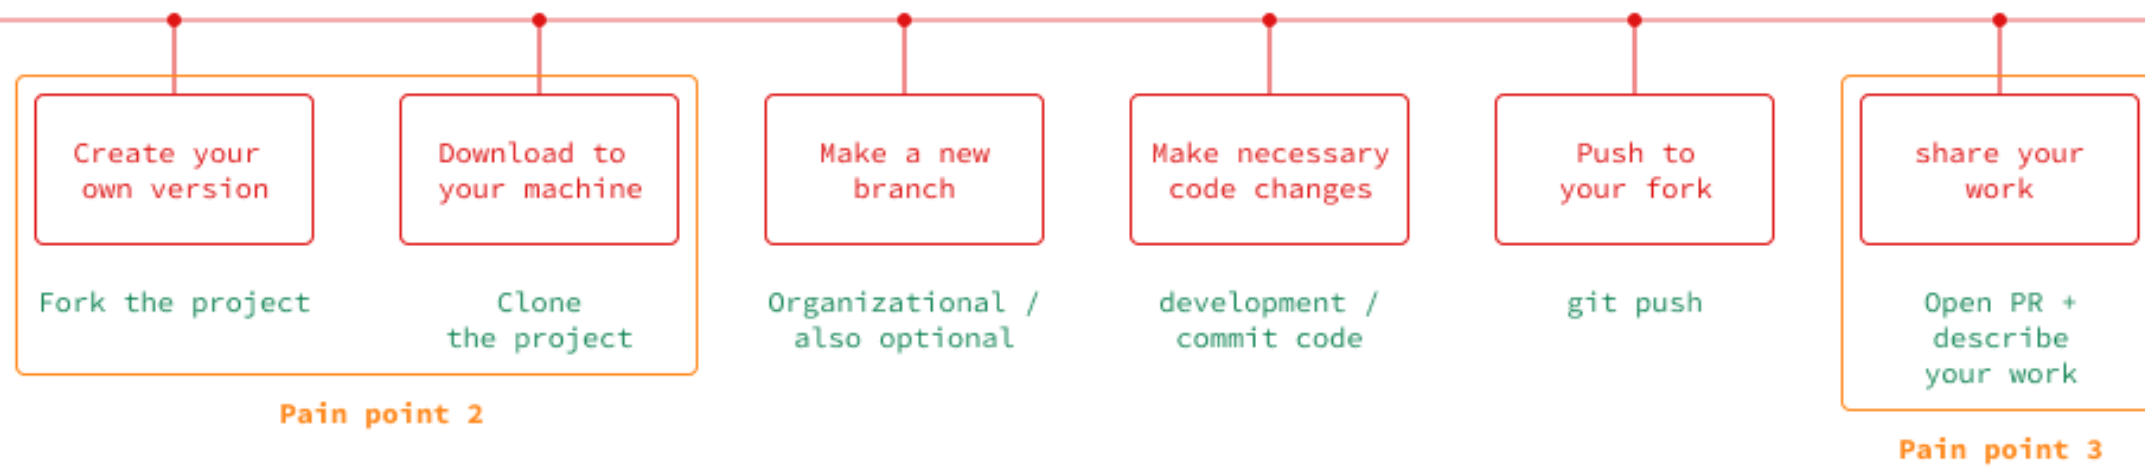 Create your
own version
Fork the project
Download to
your machine
Clone
the project
Pain point 2
Make a new
branch
Organizational /
also optional
Make necessary
code changes
development /
commit code
Push to
your fork
git push
share your
work
Open PR +
describe
your work
Pain point 3